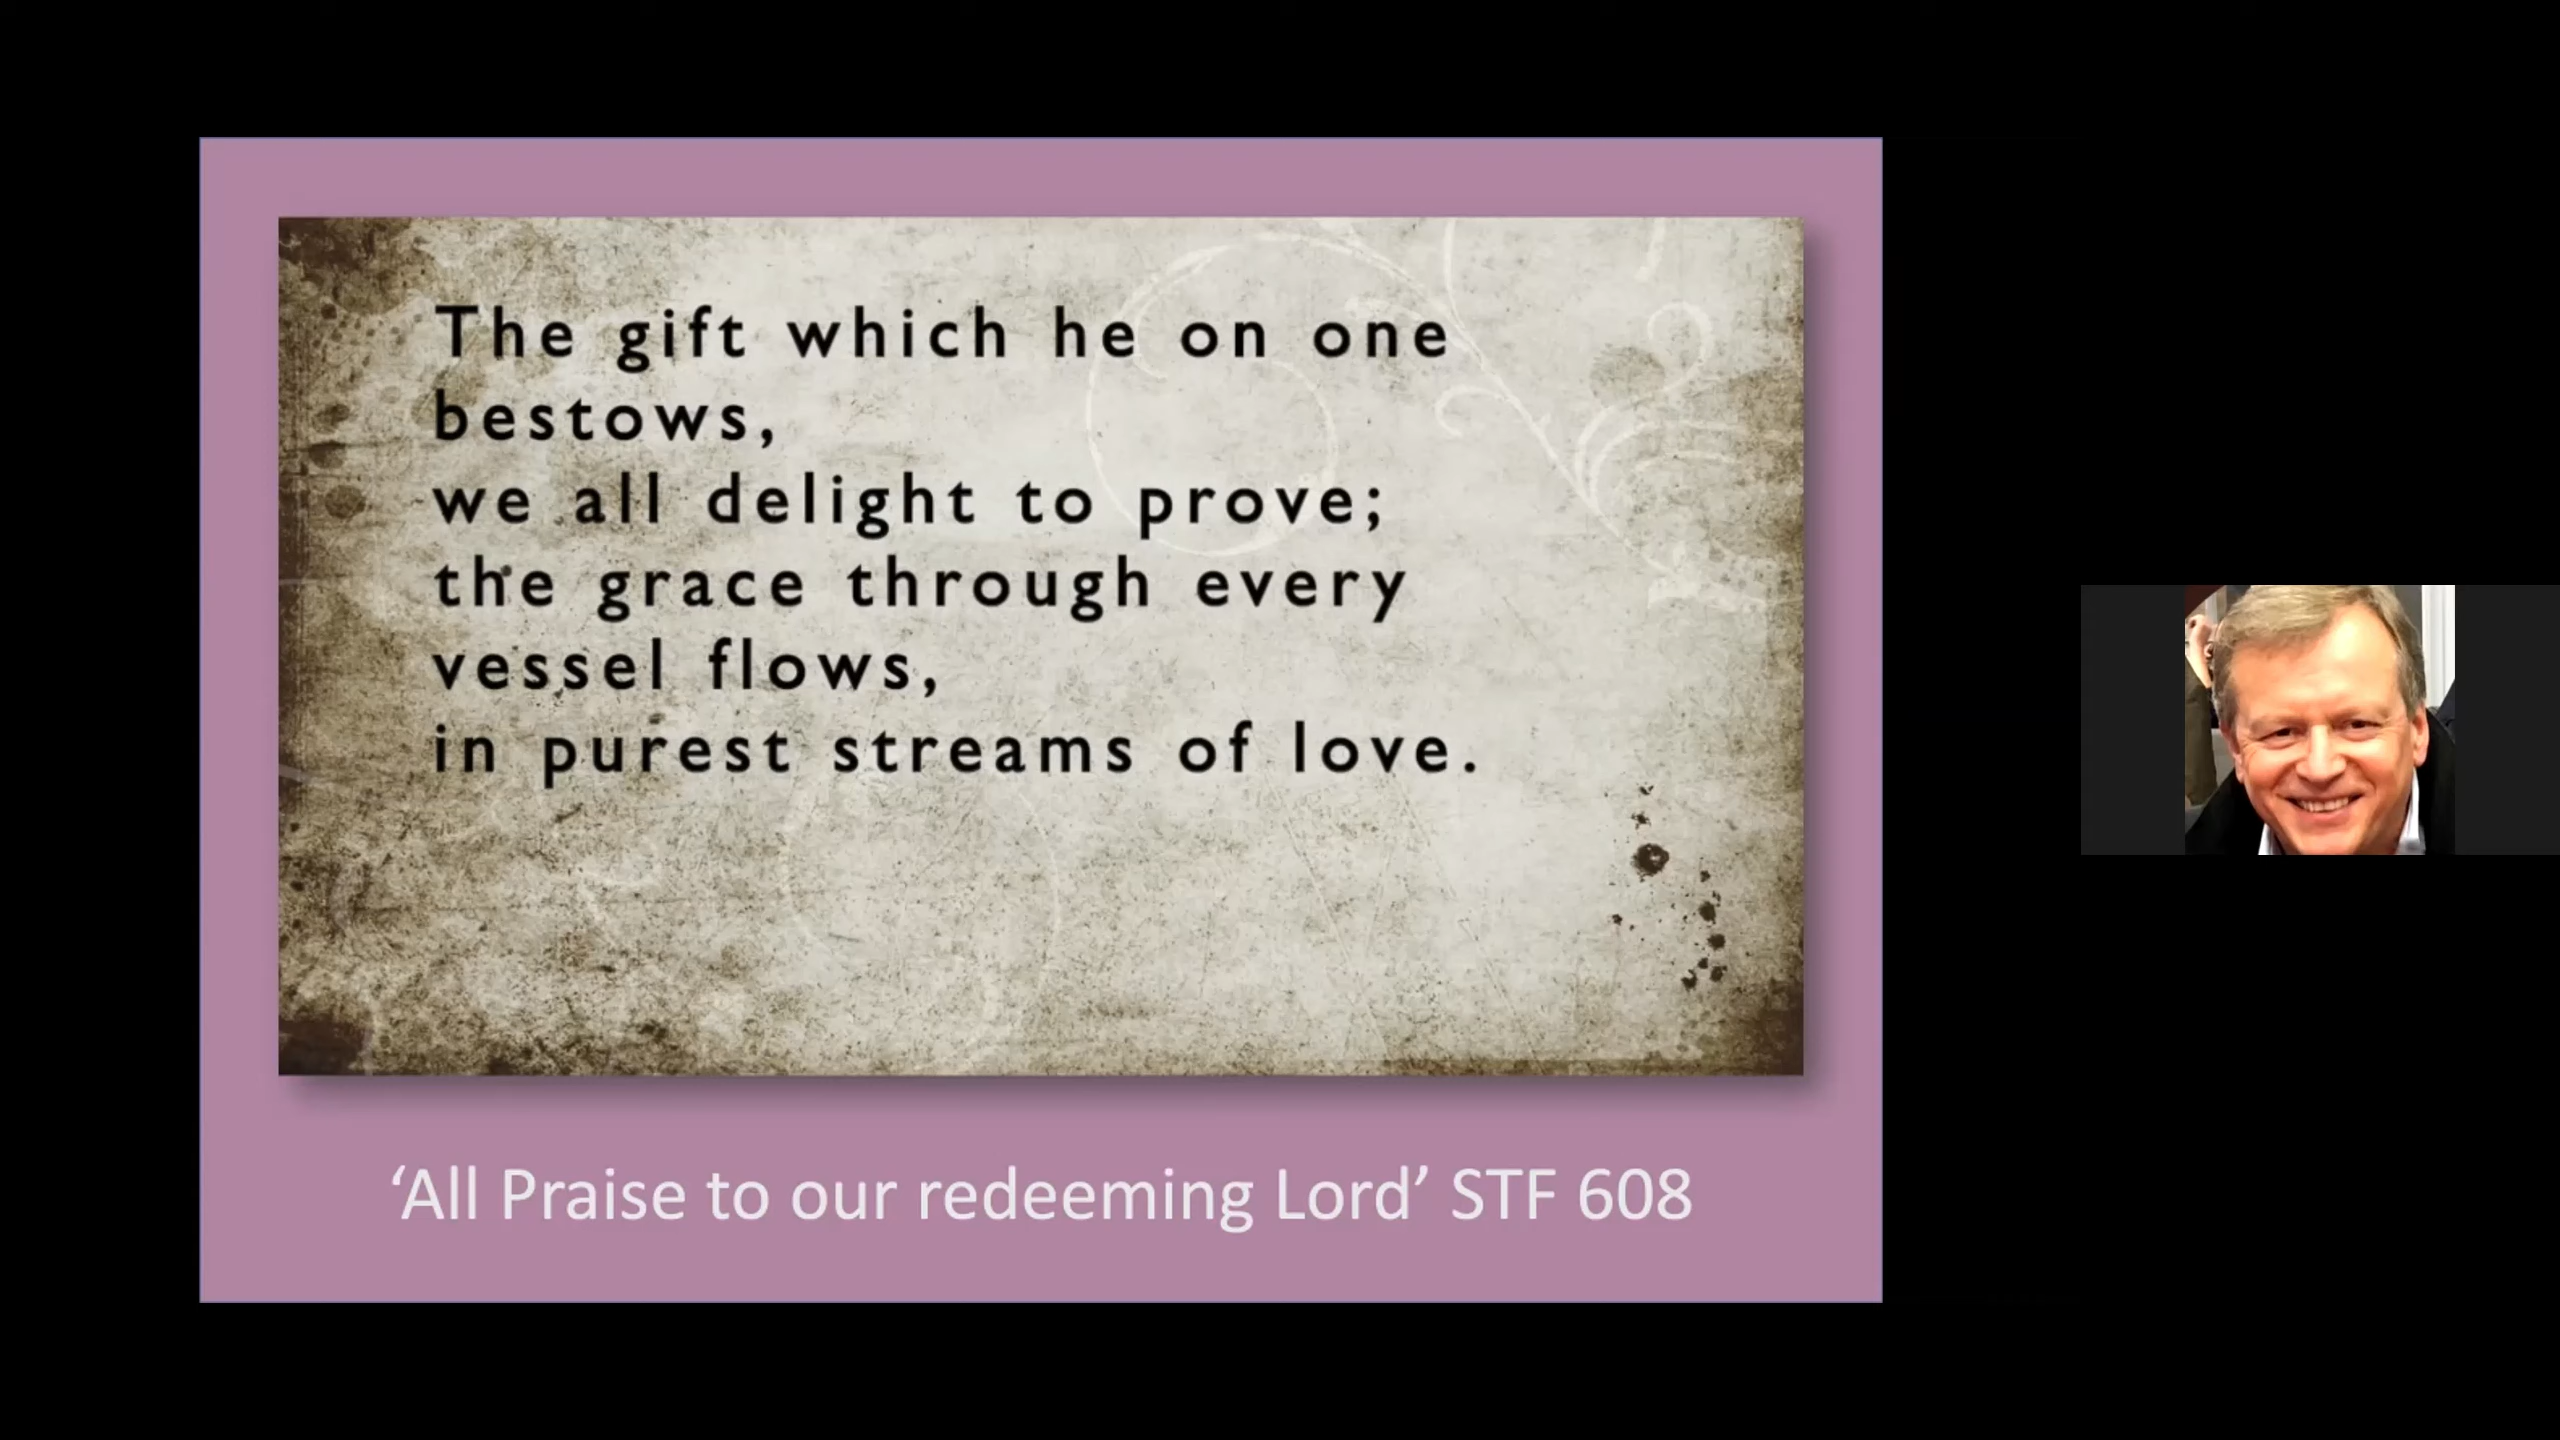 The gift which he on one
bestows,
we all delight to prove;
the grace through every
vessel flows,
in purest streams of love.
‘All Praise to our redeeming Lord’ STF 608